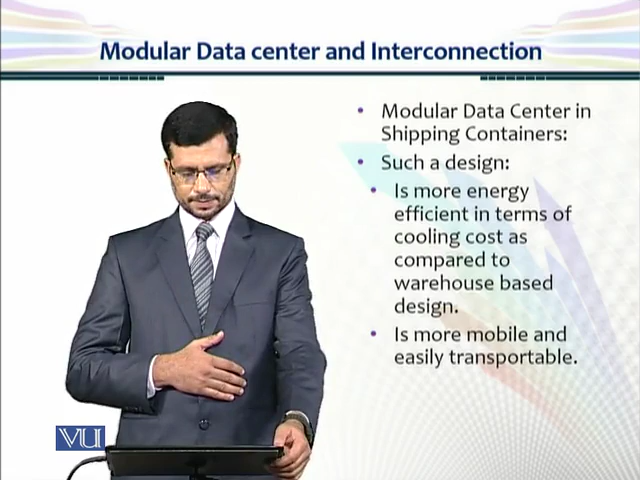 Modular Data center and Interconnection
• Modular Data Center in
Shipping Containers:
• Such a design:
• Is more energy
efficient in terms of
cooling cost as
compared to
warehouse based
design.
• Is more mobile and
easily transportable.
VU